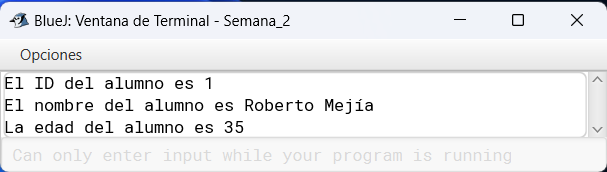 BlueJ: Ventana de Terminal - Semana_2
Opciones
El ID del alumno es 1
El nombre del alumno es Roberto Mejía
La edad del alumno es 35
Can only enter input while your program is running